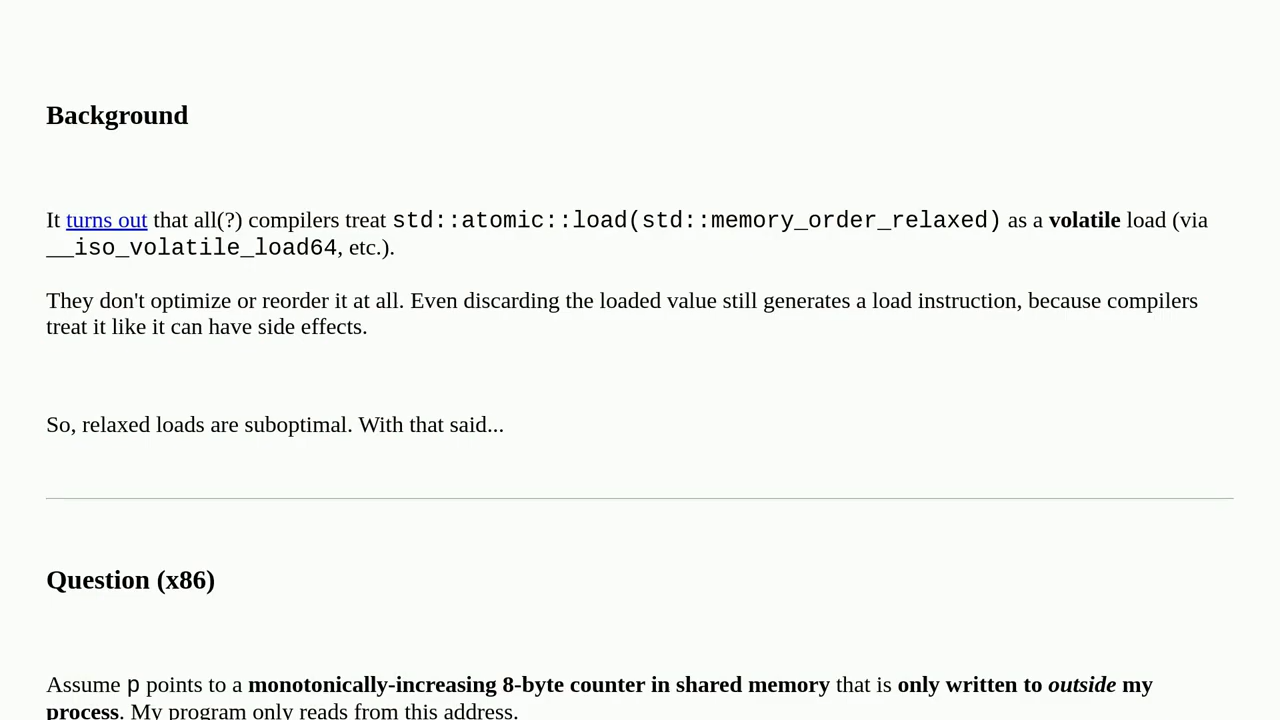 Background
It turns out that all(?) compilers treat std::atomic::load(std::memory_order_relaxed) as a volatile load (via
__iso_volatile_load64, etc.).
They don't optimize or reorder it at all. Even discarding the loaded value still generates a load instruction, because compilers
treat it like it can have side effects.
So, relaxed loads are suboptimal. With that said...
Question (x86)
Assume p points to a monotonically-increasing 8-byte counter in shared memory that is only written to outside my
process. My program only reads from this address.